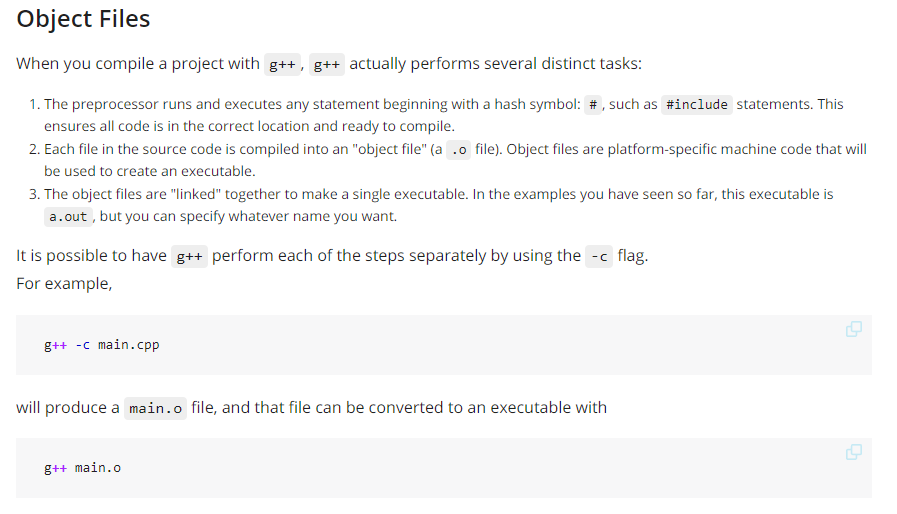 Object Files
When you compile a project with g++, g++ actually performs several distinct tasks:
1. The preprocessor runs and executes any statement beginning with a hash symbol: #, such as #include statements. This
ensures all code is in the correct location and ready to compile.
2. Each file in the source code is compiled into an "object file" (a .o file). Object files are platform-specific machine code that will
be used to create an executable.
3. The object files are "linked" together to make a single executable. In the examples you have seen so far, this executable is
a.out, but you can specify whatever name you want.
It is possible to have g++ perform each of the steps separately by using the -c flag.
For example,
g++ -c main.cpp
will produce a main.o file, and that file can be converted to an executable with
g++ main.o